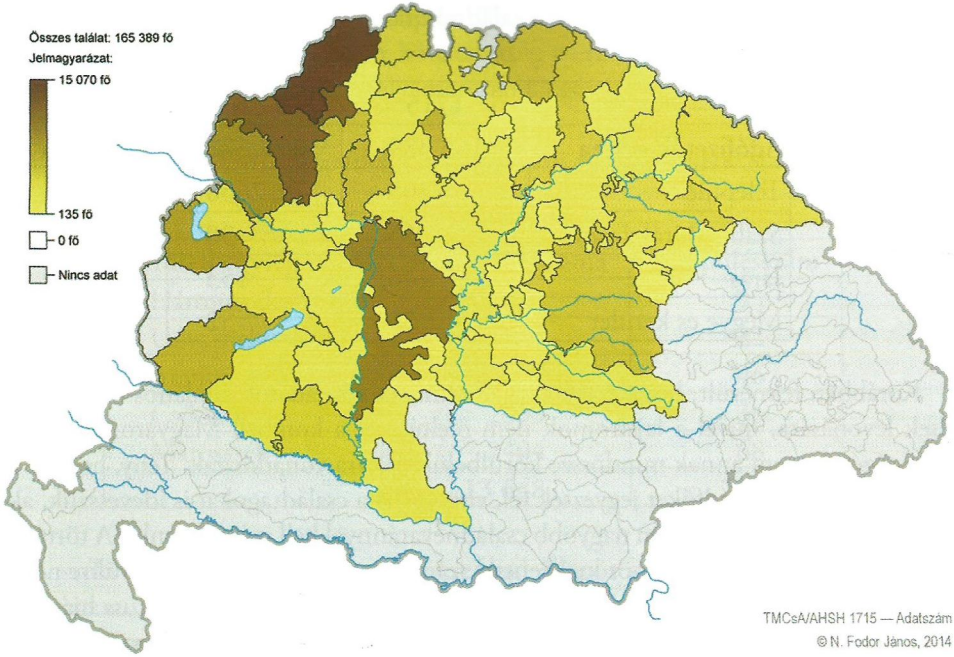 Összes találat: 165 389 fő
Jelmagyarázat:
15 070 fő
135 fő
0 fő
Nincs adat
TMCsA/AHSH 1715 — Adatszám
© N. Fodor János, 2014